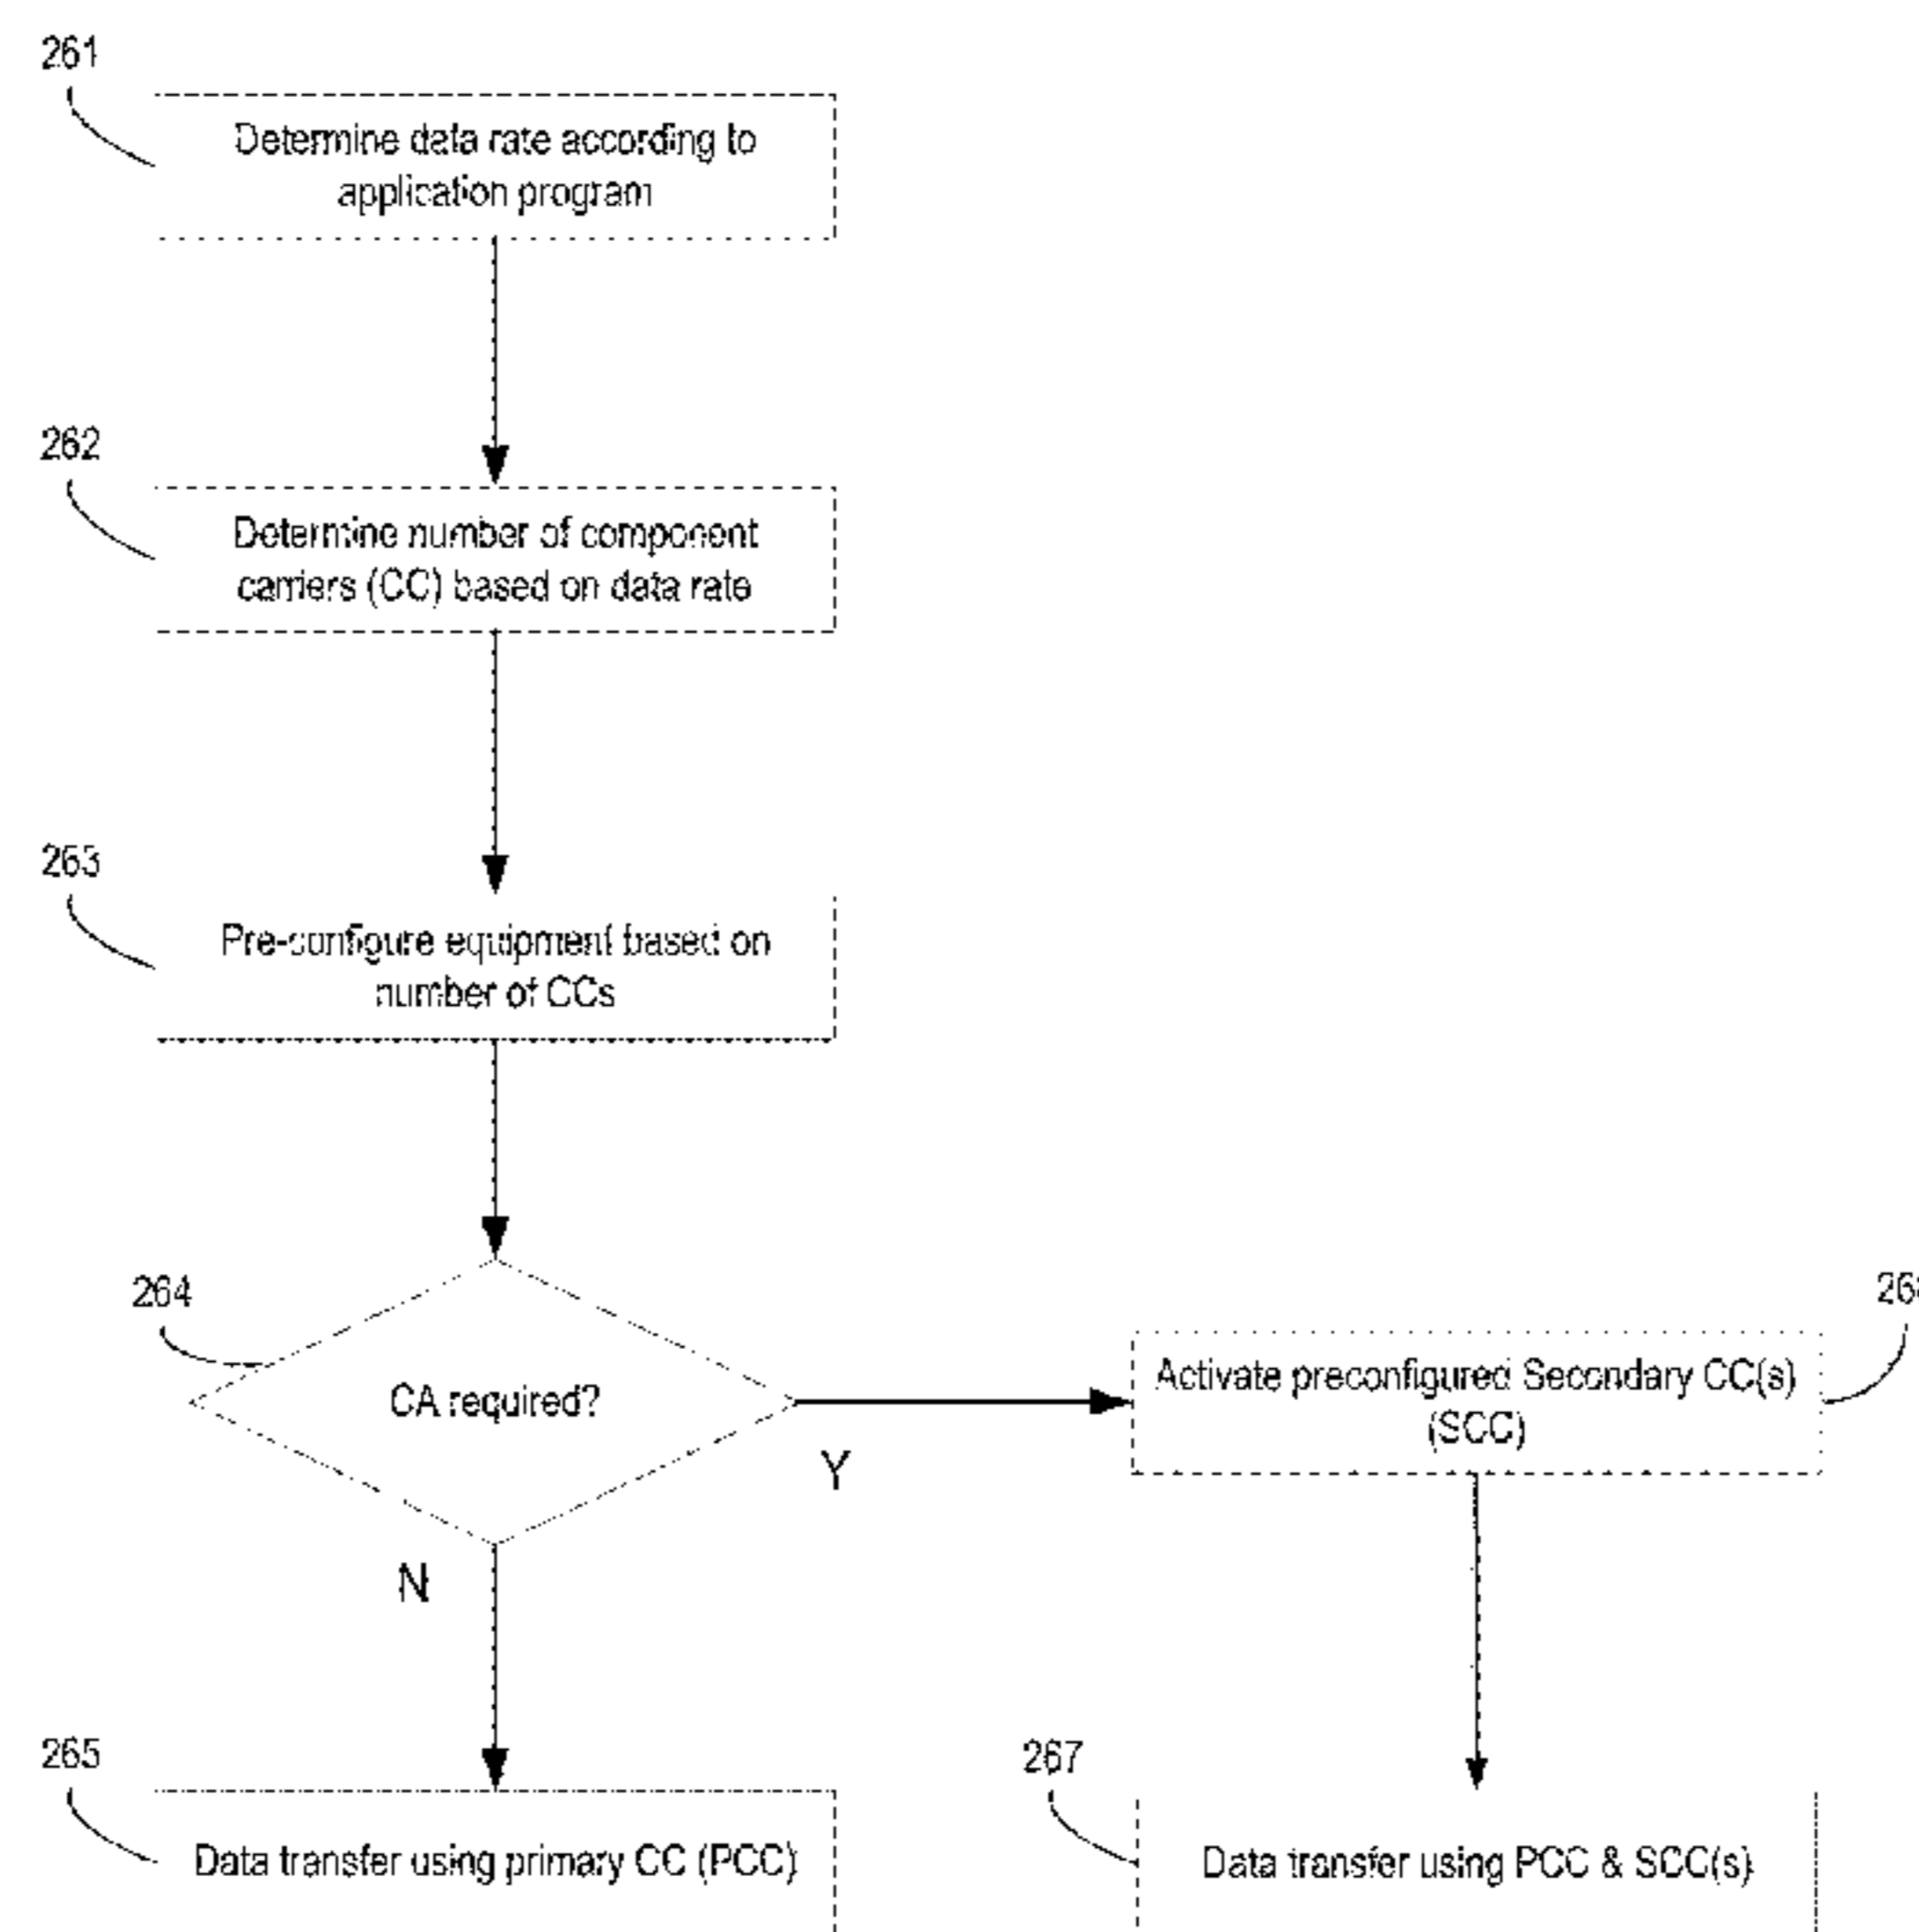 261
Determine data rate according to
application program
262
Determine number of component
carriers (CC) based on data rate
263
Pre-configure equipment based on
number of CCs
264
CA required?
Y
N
Activate preconfigured Secondary CC(s)
(SCC)
265
Data transfer using primary CC (PCC)
267
Data transfer using PCC & SCC(s)